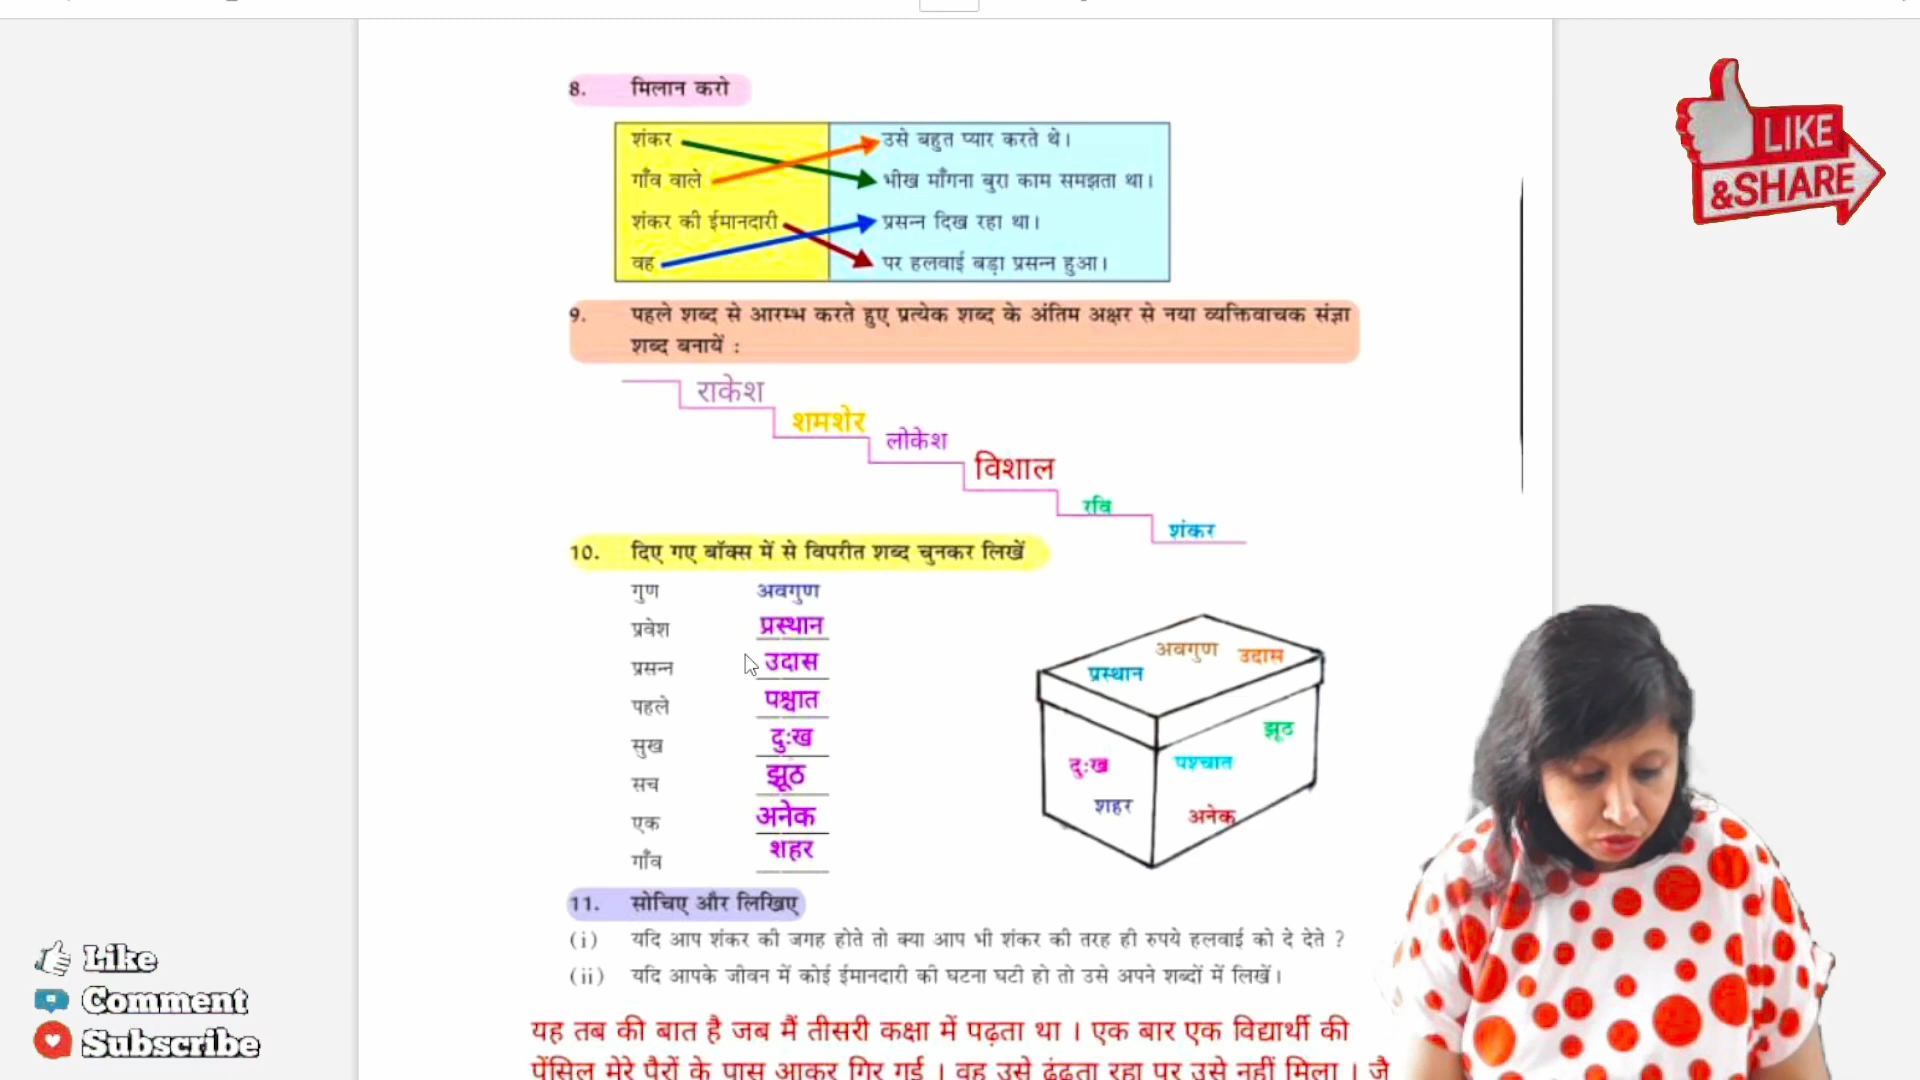 8. मिलान करो
शंकर उसे बहुत प्यार करते थे।
गाँव वाले भीख माँगना बुरा काम समझता था।
शंकर की ईमानदारी प्रसन्न दिख रहा था।
वह पर हलवाई बड़ा प्रसन्न हुआ।
LIKE
&SHARE
9. पहले शब्द से आरम्भ करते हुए प्रत्येक शब्द के अंतिम अक्षर से नया व्यक्तिवाचक संज्ञा
शब्द बनायें :
राकेश
शमशेर
लोकेश
विशाल
रवि
शंकर
10. दिए गए बॉक्स में से विपरीत शब्द चुनकर लिखें
गुण अवगुण
प्रवेश प्रस्थान
प्रसन्न उदास
पहले पश्चात
सुख दुःख
सच झूठ
एक अनेक
गाँव शहर
अवगुण उदास
प्रस्थान
झूठ
दुःख पश्चात
शहर अनेक
11. सोचिए और लिखिए
(i) यदि आप शंकर की जगह होते तो क्या आप भी शंकर की तरह ही रुपये हलवाई को दे देते ?
(ii) यदि आपके जीवन में कोई ईमानदारी की घटना घटी हो तो उसे अपने शब्दों में लिखें।
यह तब की बात है जब मैं तीसरी कक्षा में पढ़ता था । एक बार एक विद्यार्थी की
पेंसिल मेरे पैरों के पास आकर गिर गई । वह उसे ढूंढता रहा पर उसे नहीं मिला । जै
Like
Comment
Subscribe